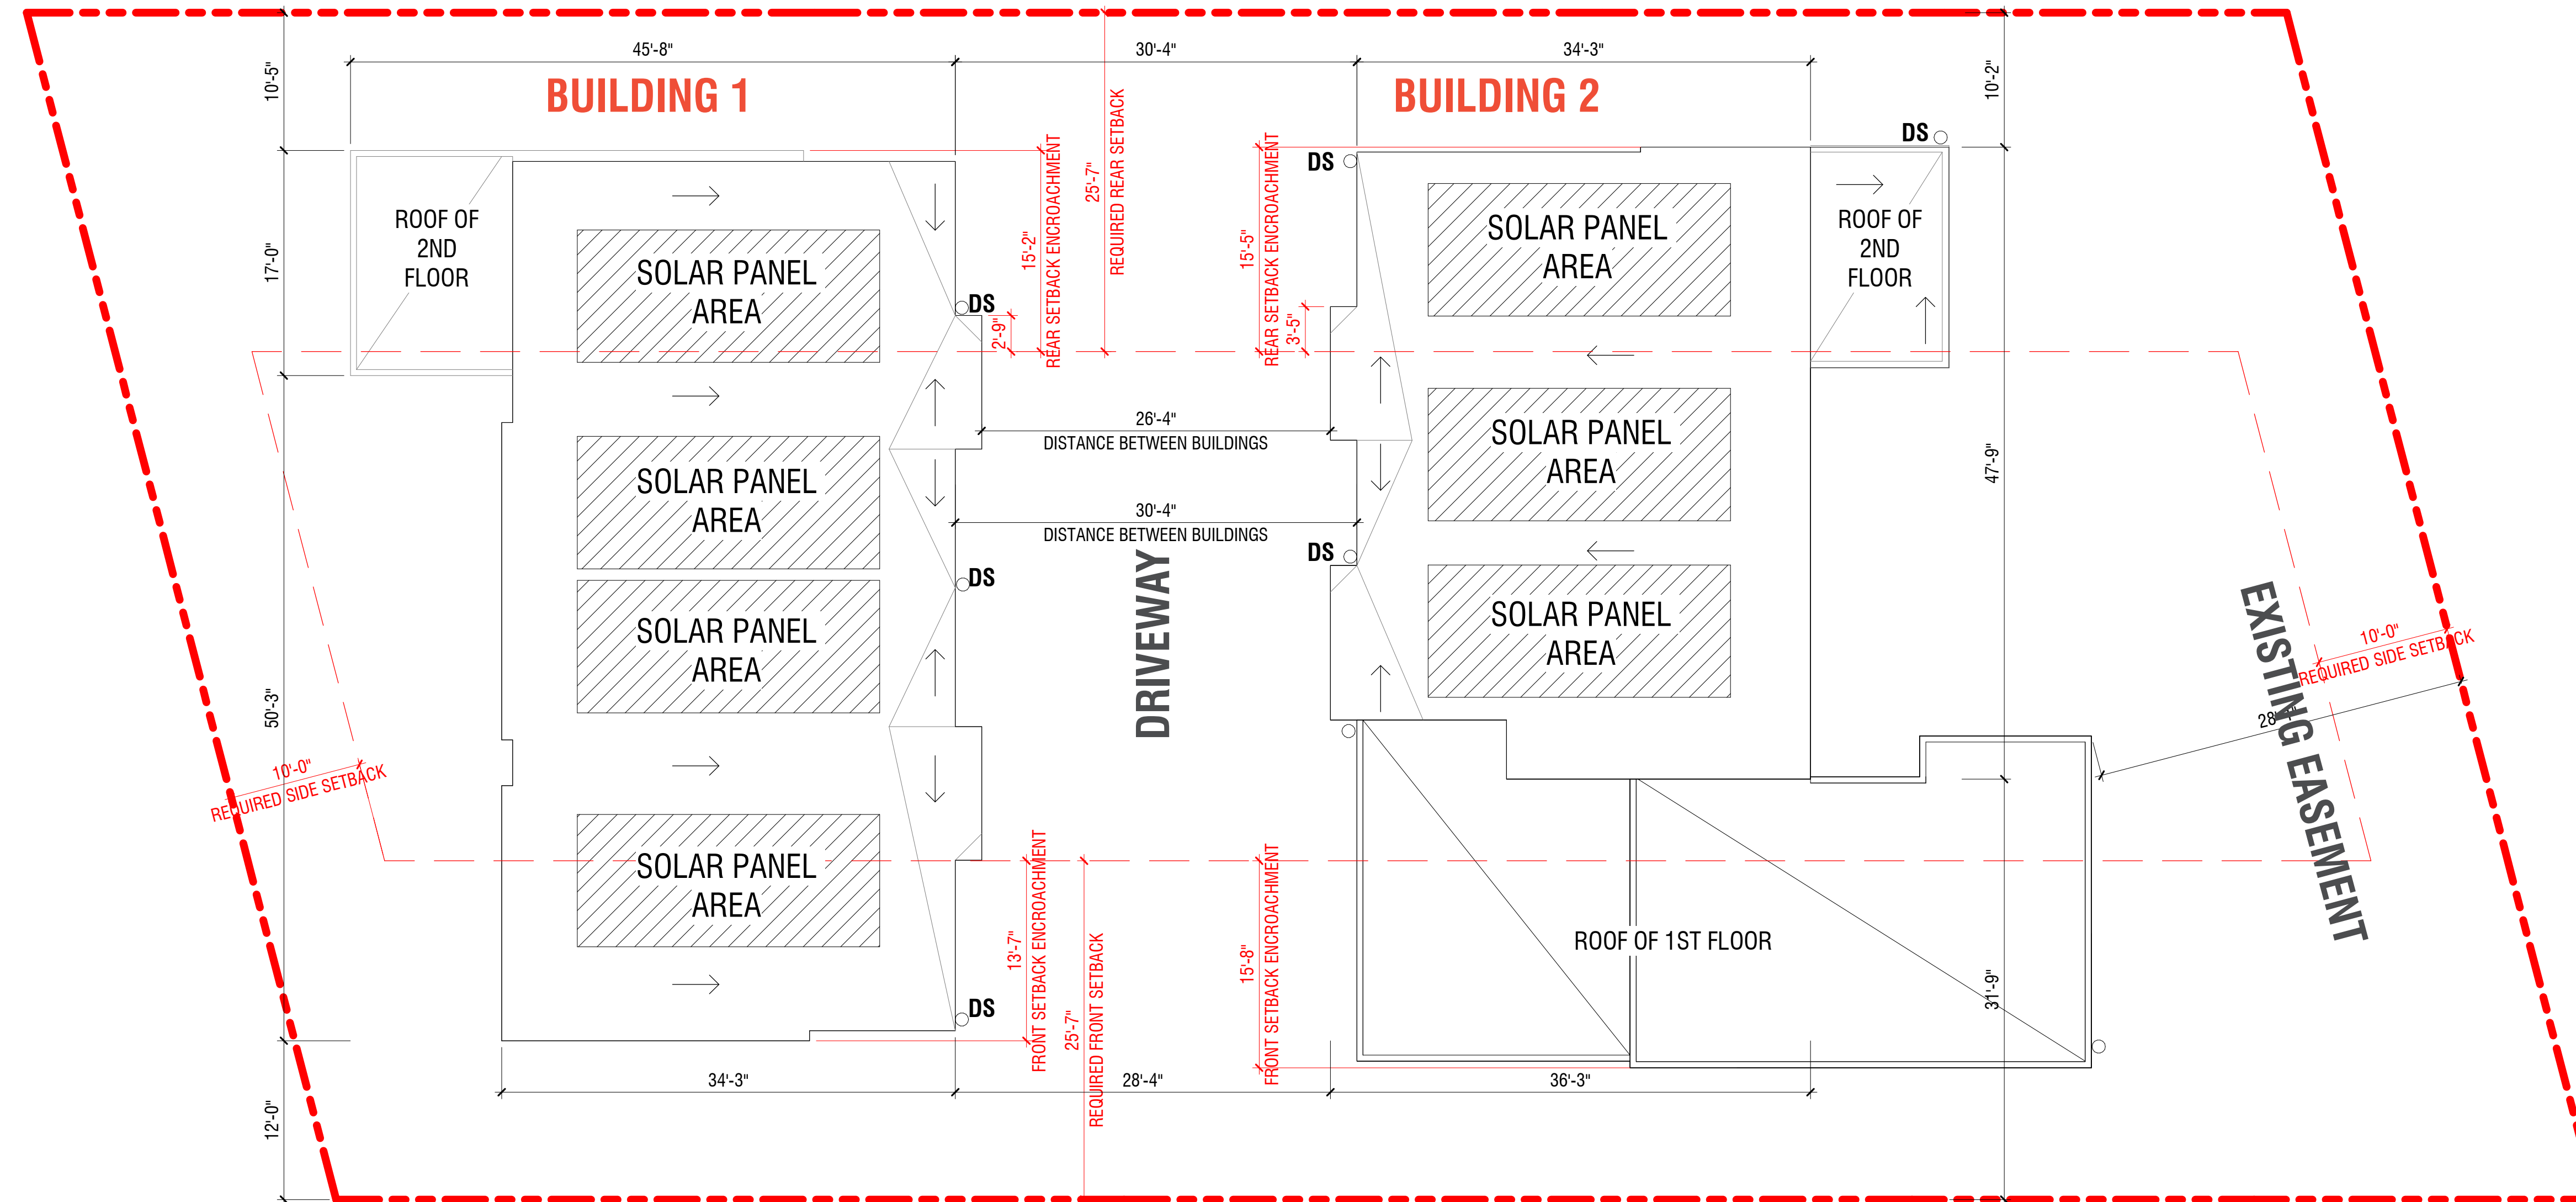 45'-8"
30'-4"
34'-3"
10'-5"
BUILDING 1
BUILDING 2
10'-2"
DS
DS
ROOF OF
2ND
FLOOR
SOLAR PANEL
AREA
15'-2"
REAR SETBACK ENCROACHMENT
25'-7"
REQUIRED REAR SETBACK
15'-5"
REAR SETBACK ENCROACHMENT
SOLAR PANEL
AREA
ROOF OF
2ND
FLOOR
17'-0"
DS
2'-9"
3'-5"
26'-4"
DISTANCE BETWEEN BUILDINGS
SOLAR PANEL
AREA
SOLAR PANEL
AREA
47'-9"
30'-4"
DISTANCE BETWEEN BUILDINGS
DS
DS
SOLAR PANEL
AREA
DRIVEWAY
SOLAR PANEL
AREA
50'-3"
10'-0"
REQUIRED SIDE SETBACK
EXISTING EASEMENT
10'-0"
REQUIRED SIDE SETBACK
SOLAR PANEL
AREA
13'-7"
FRONT SETBACK ENCROACHMENT
25'-7"
REQUIRED FRONT SETBACK
15'-8"
FRONT SETBACK ENCROACHMENT
ROOF OF 1ST FLOOR
31'-9"
DS
34'-3"
28'-4"
36'-3"
12'-0"